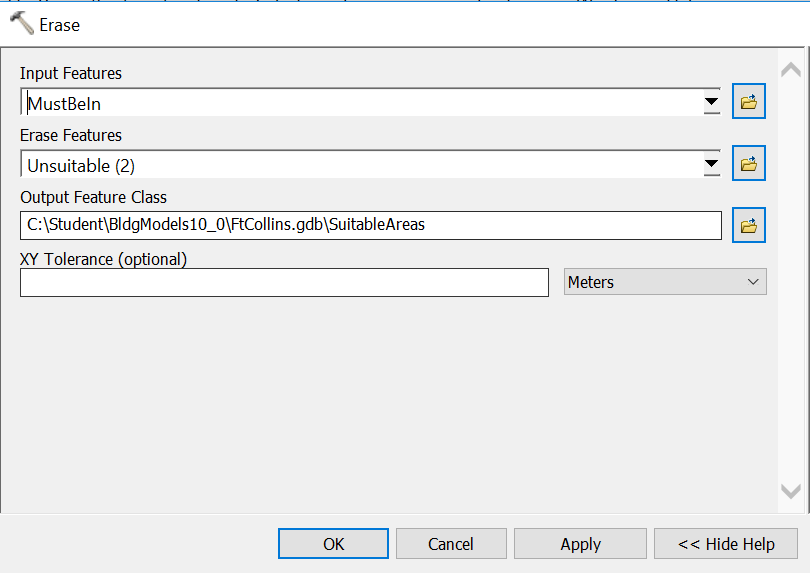 Erase
Input Features
MustBeIn
Erase Features
Unsuitable (2)
Output Feature Class
C:\Student\BldgModels10_0\FtCollins.gdb\SuitableAreas
XY Tolerance (optional)
Meters
OK Cancel Apply << Hide Help